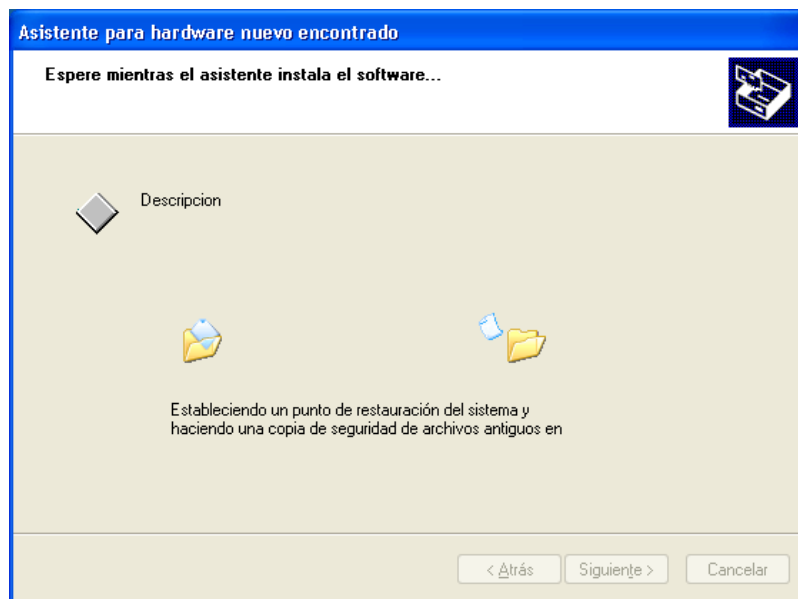 Asistente para hardware nuevo encontrado
Espere mientras el asistente instala el software...
Descripcion
Estableciendo un punto de restauración del sistema y
haciendo una copia de seguridad de archivos antiguos en
< Atrás
Siguiente >
Cancelar